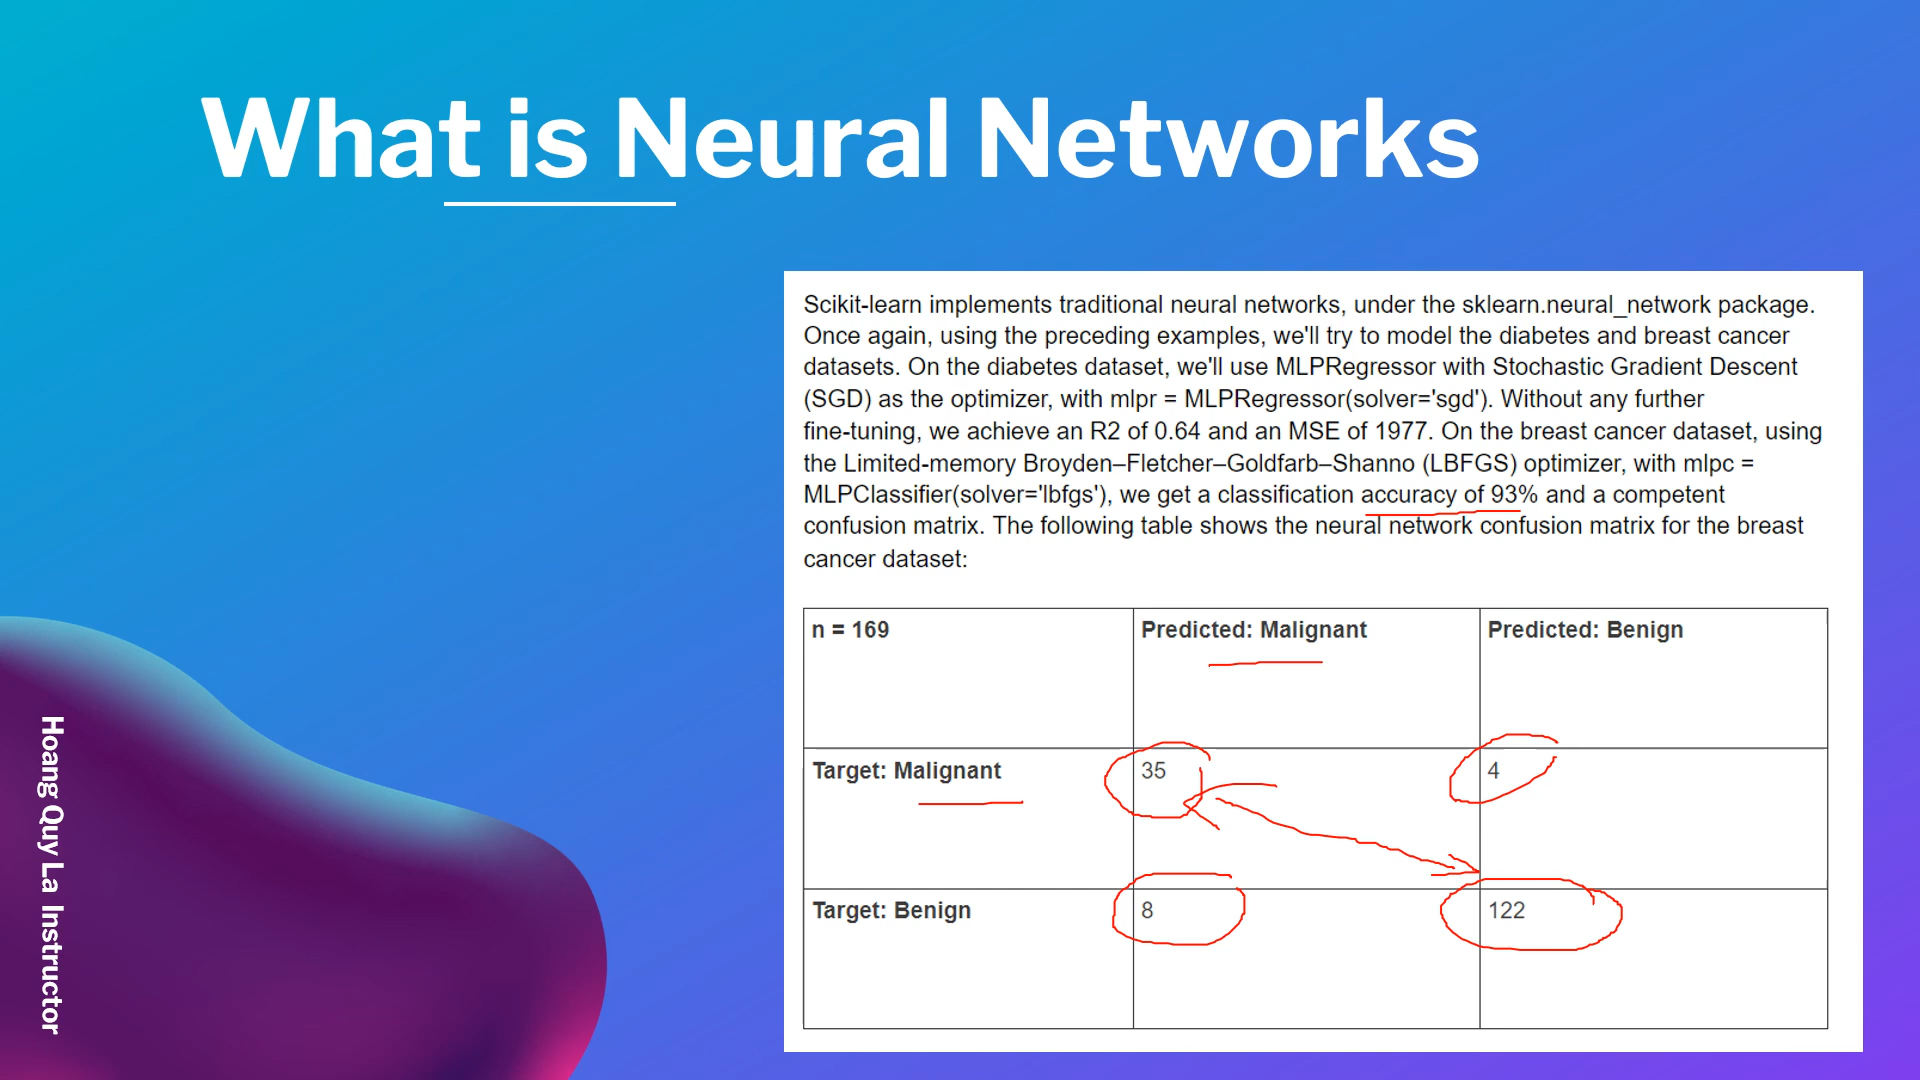 What is Neural Networks
Scikit-learn implements traditional neural networks, under the sklearn.neural_network package.
Once again, using the preceding examples, we'll try to model the diabetes and breast cancer
datasets. On the diabetes dataset, we'll use MLPRegressor with Stochastic Gradient Descent
(SGD) as the optimizer, with mlpr = MLPRegressor(solver='sgd'). Without any further
fine-tuning, we achieve an R2 of 0.64 and an MSE of 1977. On the breast cancer dataset, using
the Limited-memory Broyden–Fletcher–Goldfarb–Shanno (LBFGS) optimizer, with mlpc =
MLPClassifier(solver='lbfgs'), we get a classification accuracy of 93% and a competent
confusion matrix. The following table shows the neural network confusion matrix for the breast
cancer dataset:
n = 169 Predicted: Malignant Predicted: Benign
Target: Malignant 35 4
Target: Benign 8 122
Hoang Quy La Instructor